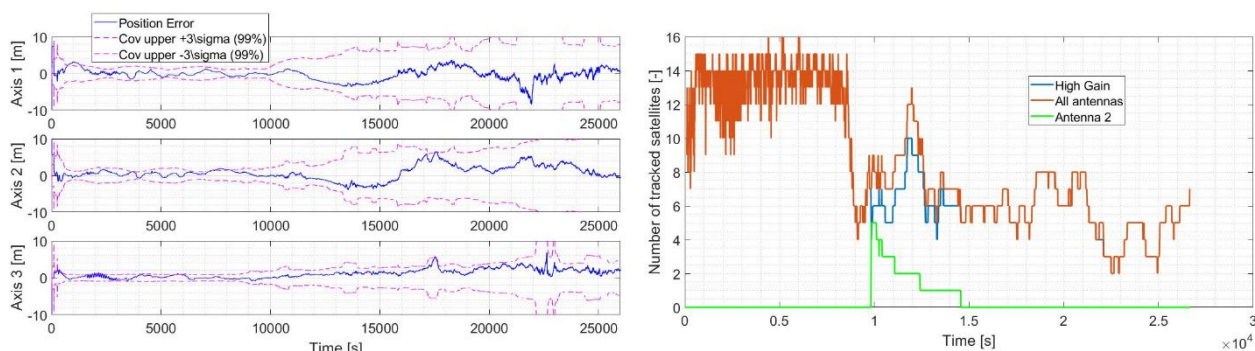 Position Error
Cov upper +3\sigma (99%)
Cov upper -3\sigma (99%)
10
0
-10
Axis 1 [m]
0 5000 10000 15000 20000 25000
10
0
-10
Axis 2 [m]
0 5000 10000 15000 20000 25000
10
0
-10
Axis 3 [m]
0 5000 10000 15000 20000 25000
Time [s]
16
14
12
10
8
6
4
2
0
Number of tracked satellites [-]
High Gain
All antennas
Antenna 2
0 0.5 1 1.5 2 2.5 3
Time [s]
×10⁴